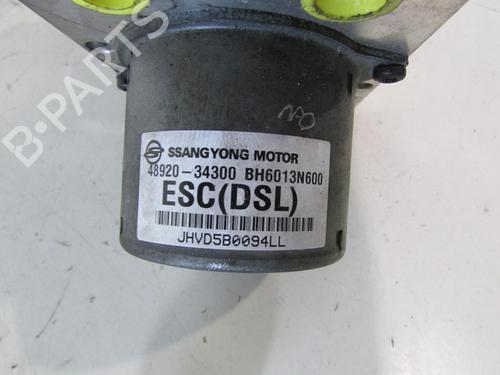 SSANGYONG MOTOR
48920-34300 BH6013N600
ESC(DSL)
JHVD5B0094LL
B-PARTS